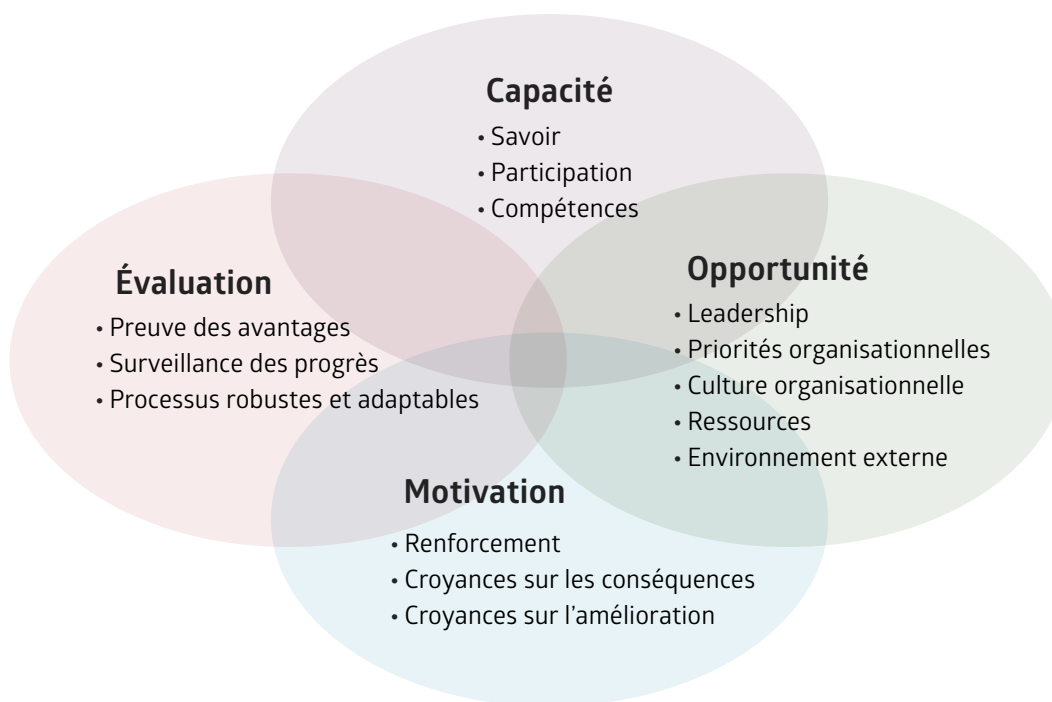 Capacité
• Savoir
• Participation
• Compétences
Évaluation
• Preuve des avantages
• Surveillance des progrès
• Processus robustes et adaptables
Opportunité
• Leadership
• Priorités organisationnelles
• Culture organisationnelle
• Ressources
• Environnement externe
Motivation
• Renforcement
• Croyances sur les conséquences
• Croyances sur l'amélioration